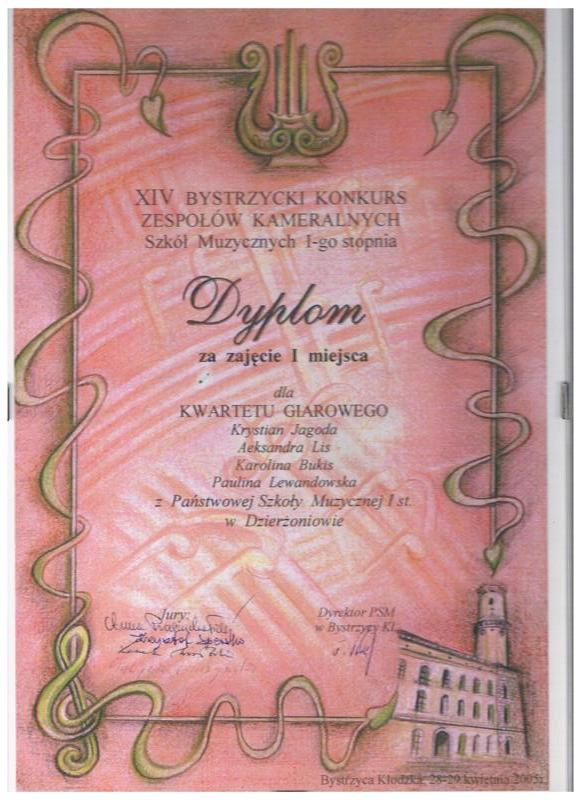 XIV BYSTRZYCKI KONKURS
ZESPOŁÓW KAMERALNYCH
Szkół Muzycznych I-go stopnia
Dyplom
za zajęcie I miejsca
dla
KWARTETU GIAROWEGO
Krystian Jagoda
Aeksandra Lis
Karolina Bukis
Paulina Lewandowska
z Państwowej Szkoły Muzycznej I st.
w Dzierżoniowie
Jury:
Krzysztof
Dyrektor PSM
w Bystrzycy Kł.
Bystrzyca Kłodzka, 28-29 kwietnia 2005r.